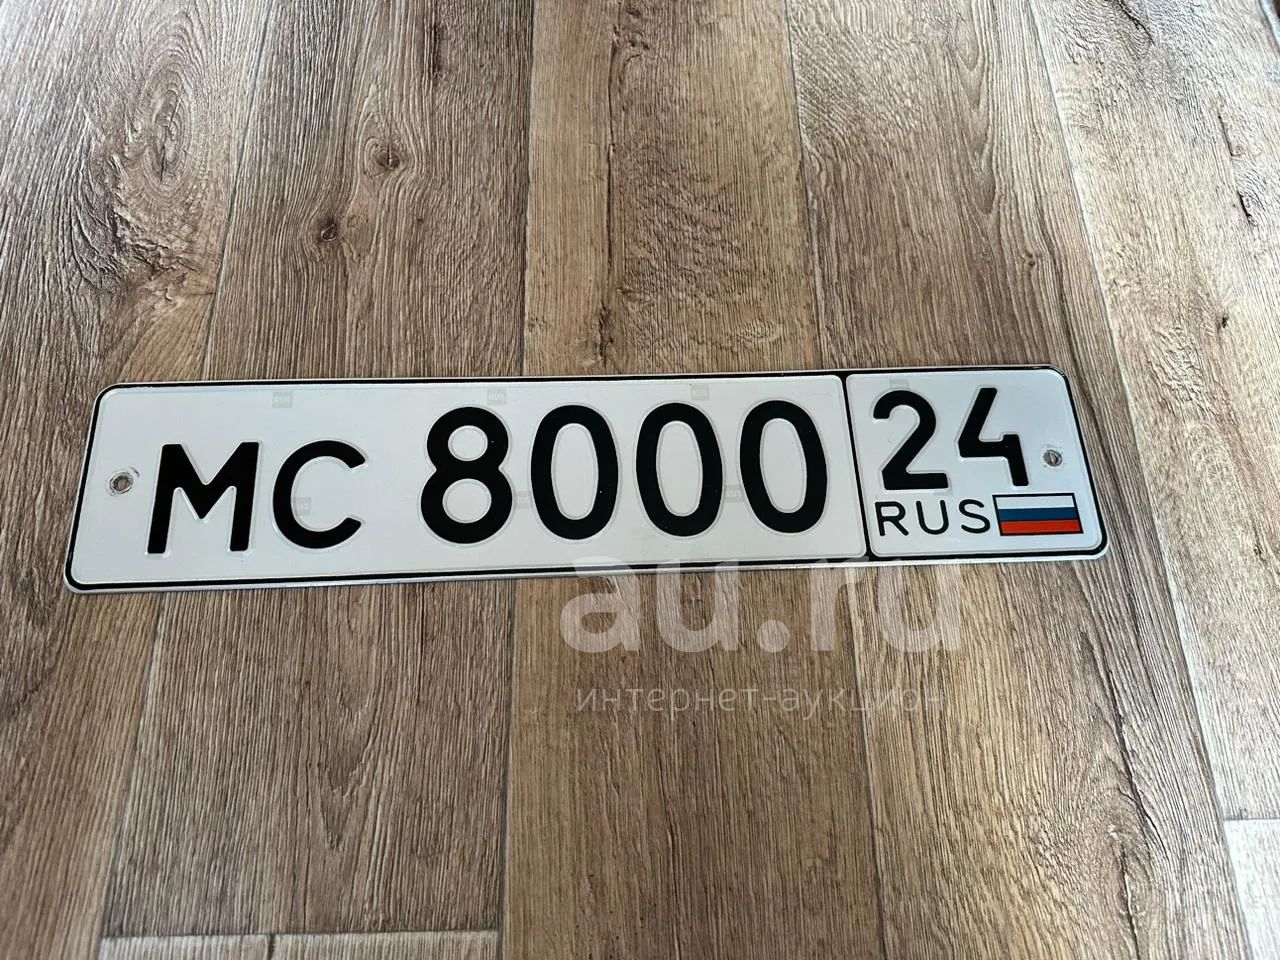 МС 8000 24
RUS
au.ru
интернет-аукцион